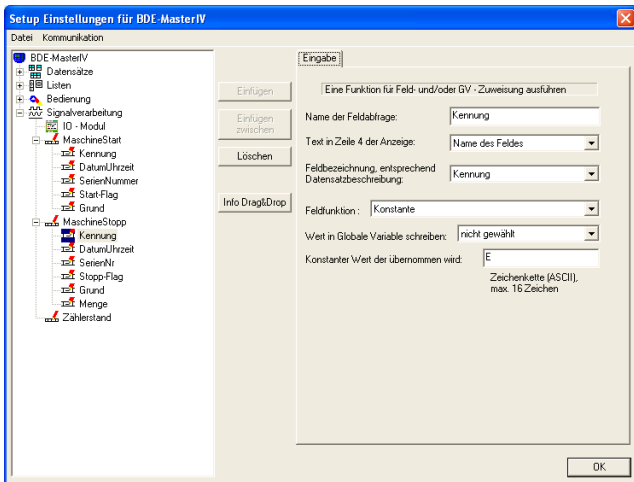 Setup Einstellungen für BDE-MasterIV
Datei Kommunikation
BDE-MasterIV
Datensätze
Listen
Bedienung
Signalverarbeitung
IO - Modul
MaschineStart
Kennung
DatumUhrzeit
SerienNummer
Start-Flag
Grund
MaschineStopp
Kennung
DatumUhrzeit
SerienNr
Stopp-Flag
Grund
Menge
Zählerstand
Einfügen
Einfügen
zwischen
Löschen
Info Drag&Drop
Eingabe
Eine Funktion für Feld- und/oder GV - Zuweisung ausführen
Name der Feldabfrage: Kennung
Text in Zeile 4 der Anzeige: Name des Feldes
Feldbezeichnung, entsprechend
Datensatzbeschreibung: Kennung
Feldfunktion : Konstante
Wert in Globale Variable schreiben: nicht gewählt
Konstanter Wert der übernommen wird: E
Zeichenkette (ASCII),
max. 16 Zeichen
OK